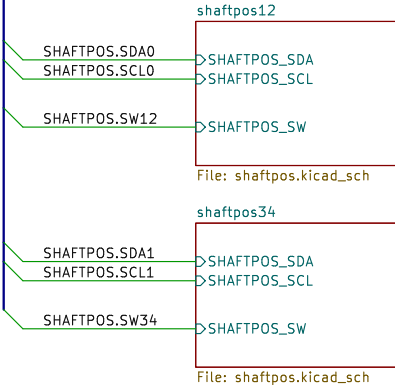 shaftpos12
SHAFTPOS.SDA0
SHAFTPOS_SDA
SHAFTPOS.SCL0
SHAFTPOS_SCL
SHAFTPOS.SW12
SHAFTPOS_SW
File: shaftpos.kicad_sch
shaftpos34
SHAFTPOS.SDA1
SHAFTPOS_SDA
SHAFTPOS.SCL1
SHAFTPOS_SCL
SHAFTPOS.SW34
SHAFTPOS_SW
File: shaftpos.kicad_sch